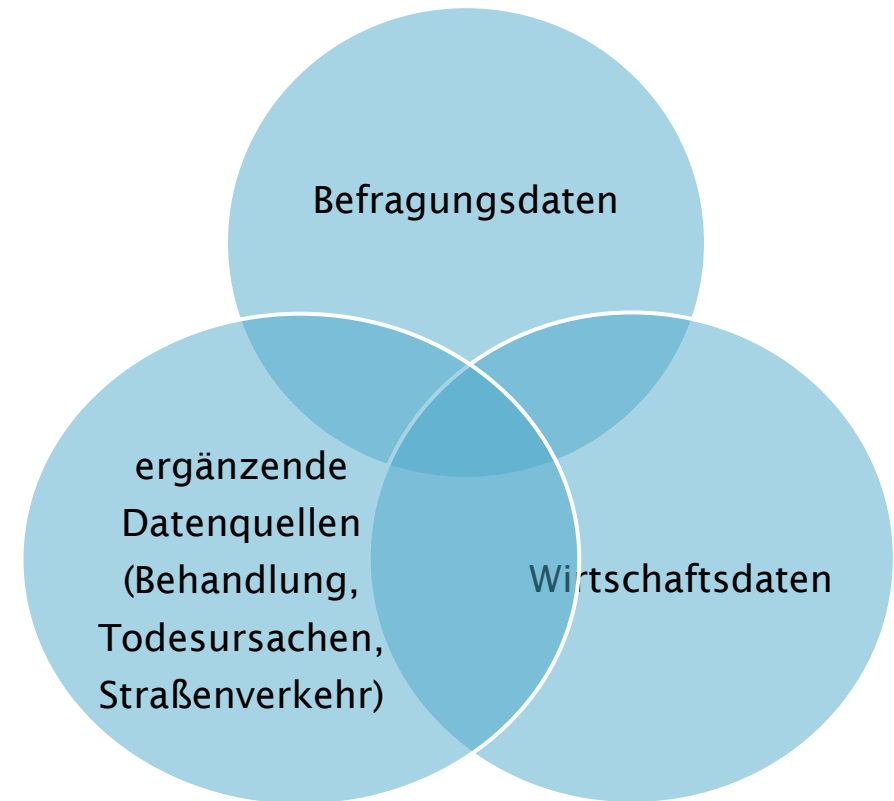 Befragungsdaten
ergänzende
Datenquellen
(Behandlung,
Todesursachen,
Straßenverkehr)
Wirtschaftsdaten